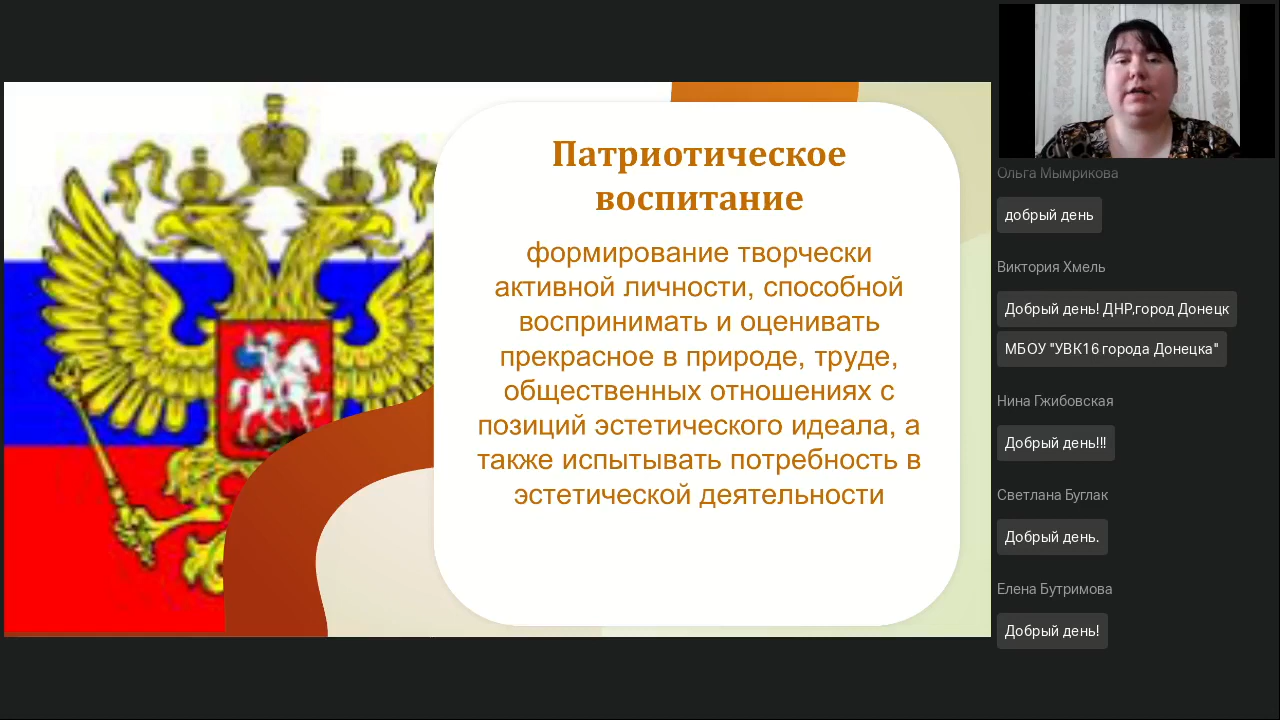 Патриотическое
воспитание
формирование творчески
активной личности, способной
воспринимать и оценивать
прекрасное в природе, труде,
общественных отношениях с
позиций эстетического идеала, а
также испытывать потребность в
эстетической деятельности
Ольга Мымрикова
добрый день
Виктория Хмель
Добрый день! ДНР,город Донецк
МБОУ "УВК16 города Донецка"
Нина Гжибовская
Добрый день!!!
Светлана Буглак
Добрый день.
Елена Бутримова
Добрый день!